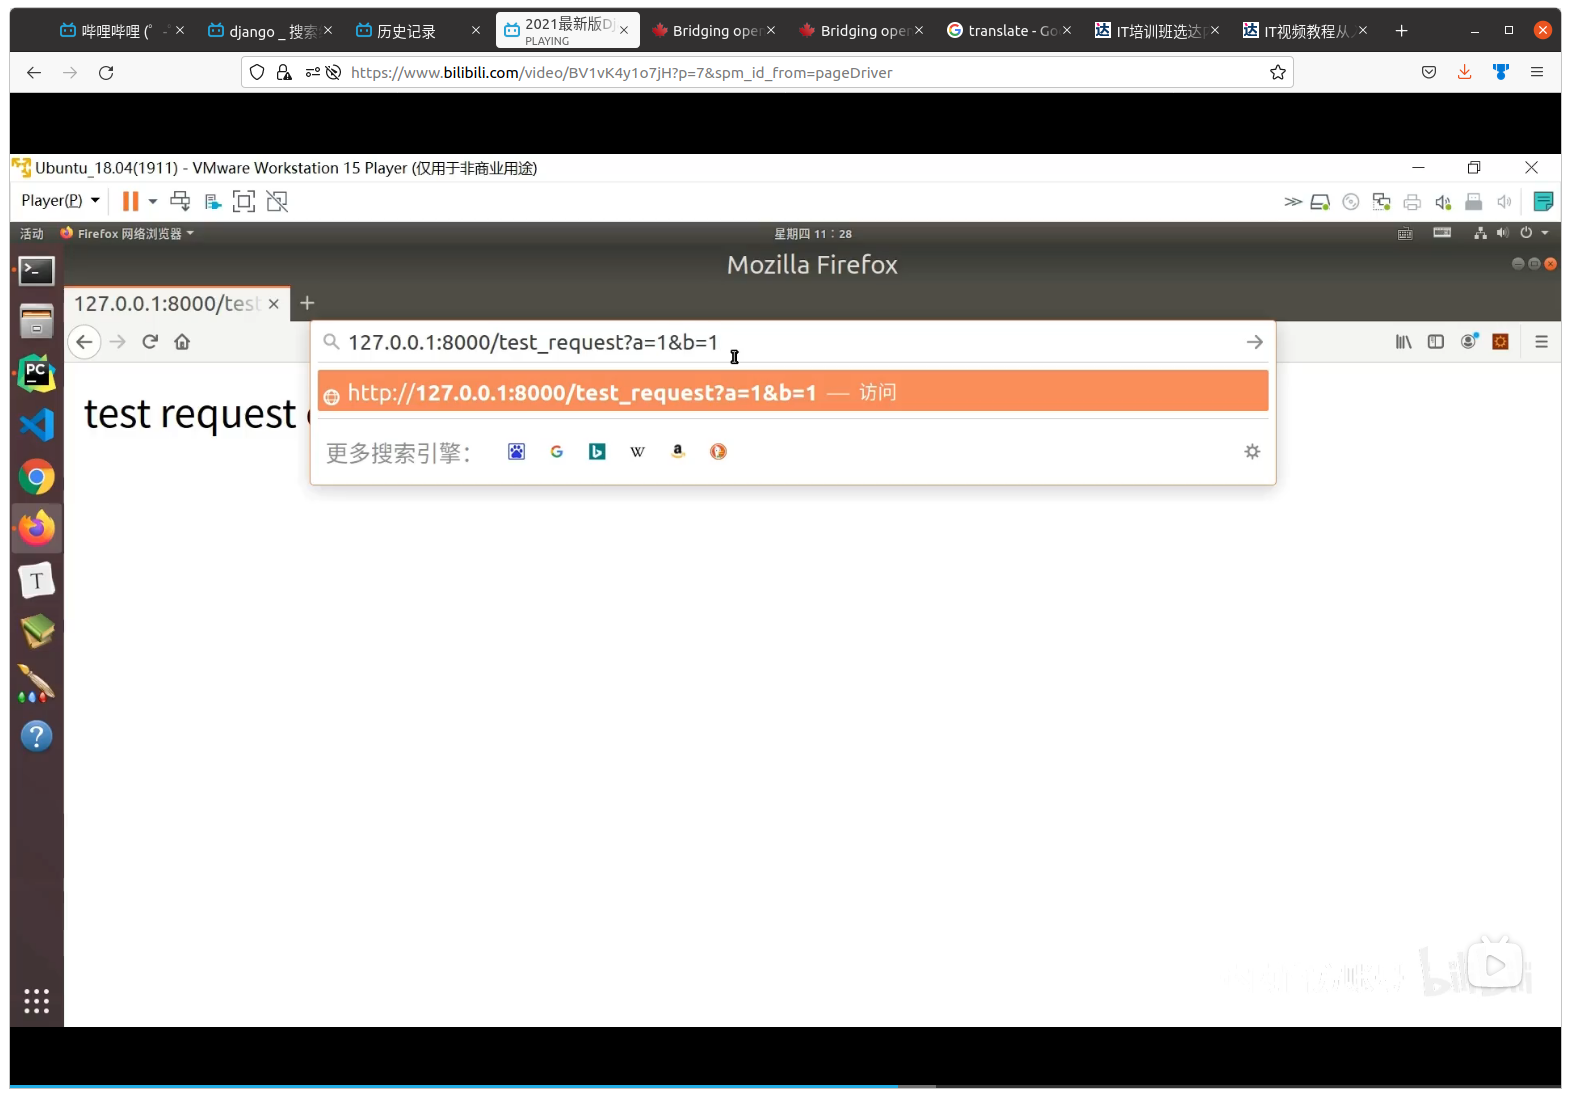 哔哩哔哩 (゜-゜
django _ 搜索
历史记录
2021最新版Dj
PLAYING
Bridging oper
Bridging oper
translate - Go
IT培训班选达内
IT视频教程从入
https://www.bilibili.com/video/BV1vK4y1o7jH?p=7&spm_id_from=pageDriver
Ubuntu_18.04(1911) - VMware Workstation 15 Player (仅用于非商业用途)
Player(P)
活动
Firefox 网络浏览器
星期四 11：28
Mozilla Firefox
127.0.0.1:8000/test
127.0.0.1:8000/test_request?a=1&b=1
http://127.0.0.1:8000/test_request?a=1&b=1 — 访问
test request
更多搜索引擎：
bilibili